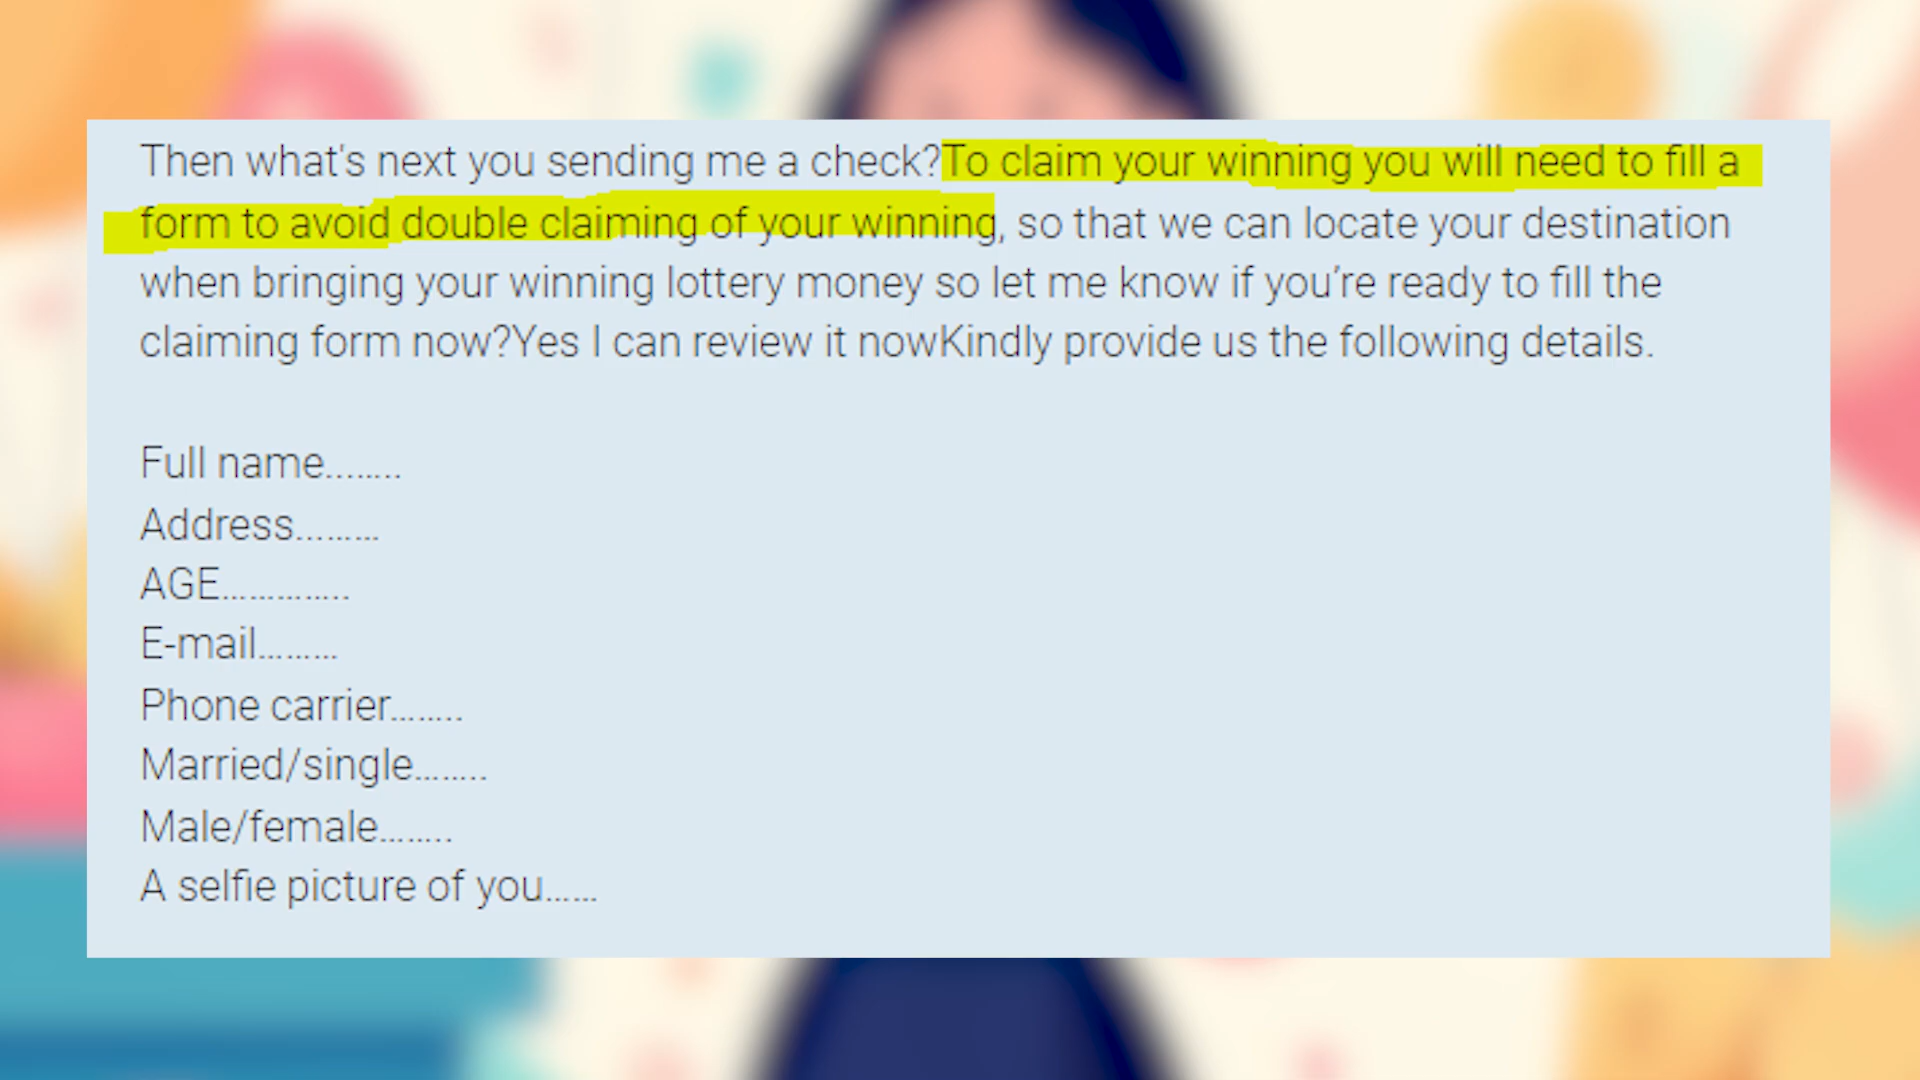 Then what's next you sending me a check?To claim your winning you will need to fill a
form to avoid double claiming of your winning, so that we can locate your destination
when bringing your winning lottery money so let me know if you’re ready to fill the
claiming form now?Yes I can review it nowKindly provide us the following details.
Full name........
Address.........
AGE..............
E-mail.........
Phone carrier........
Married/single........
Male/female........
A selfie picture of you......